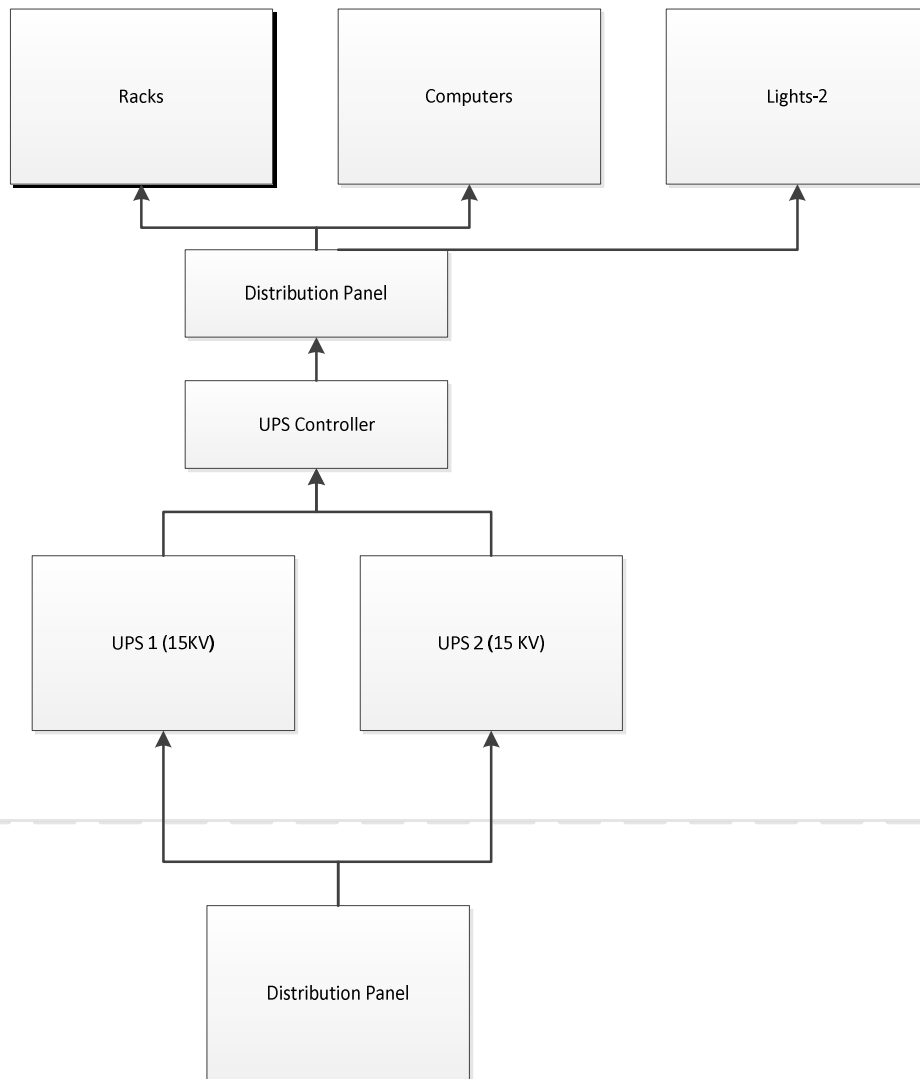 Racks
Computers
Lights-2
Distribution Panel
UPS Controller
UPS 1 (15KV)
UPS 2 (15 KV)
Distribution Panel